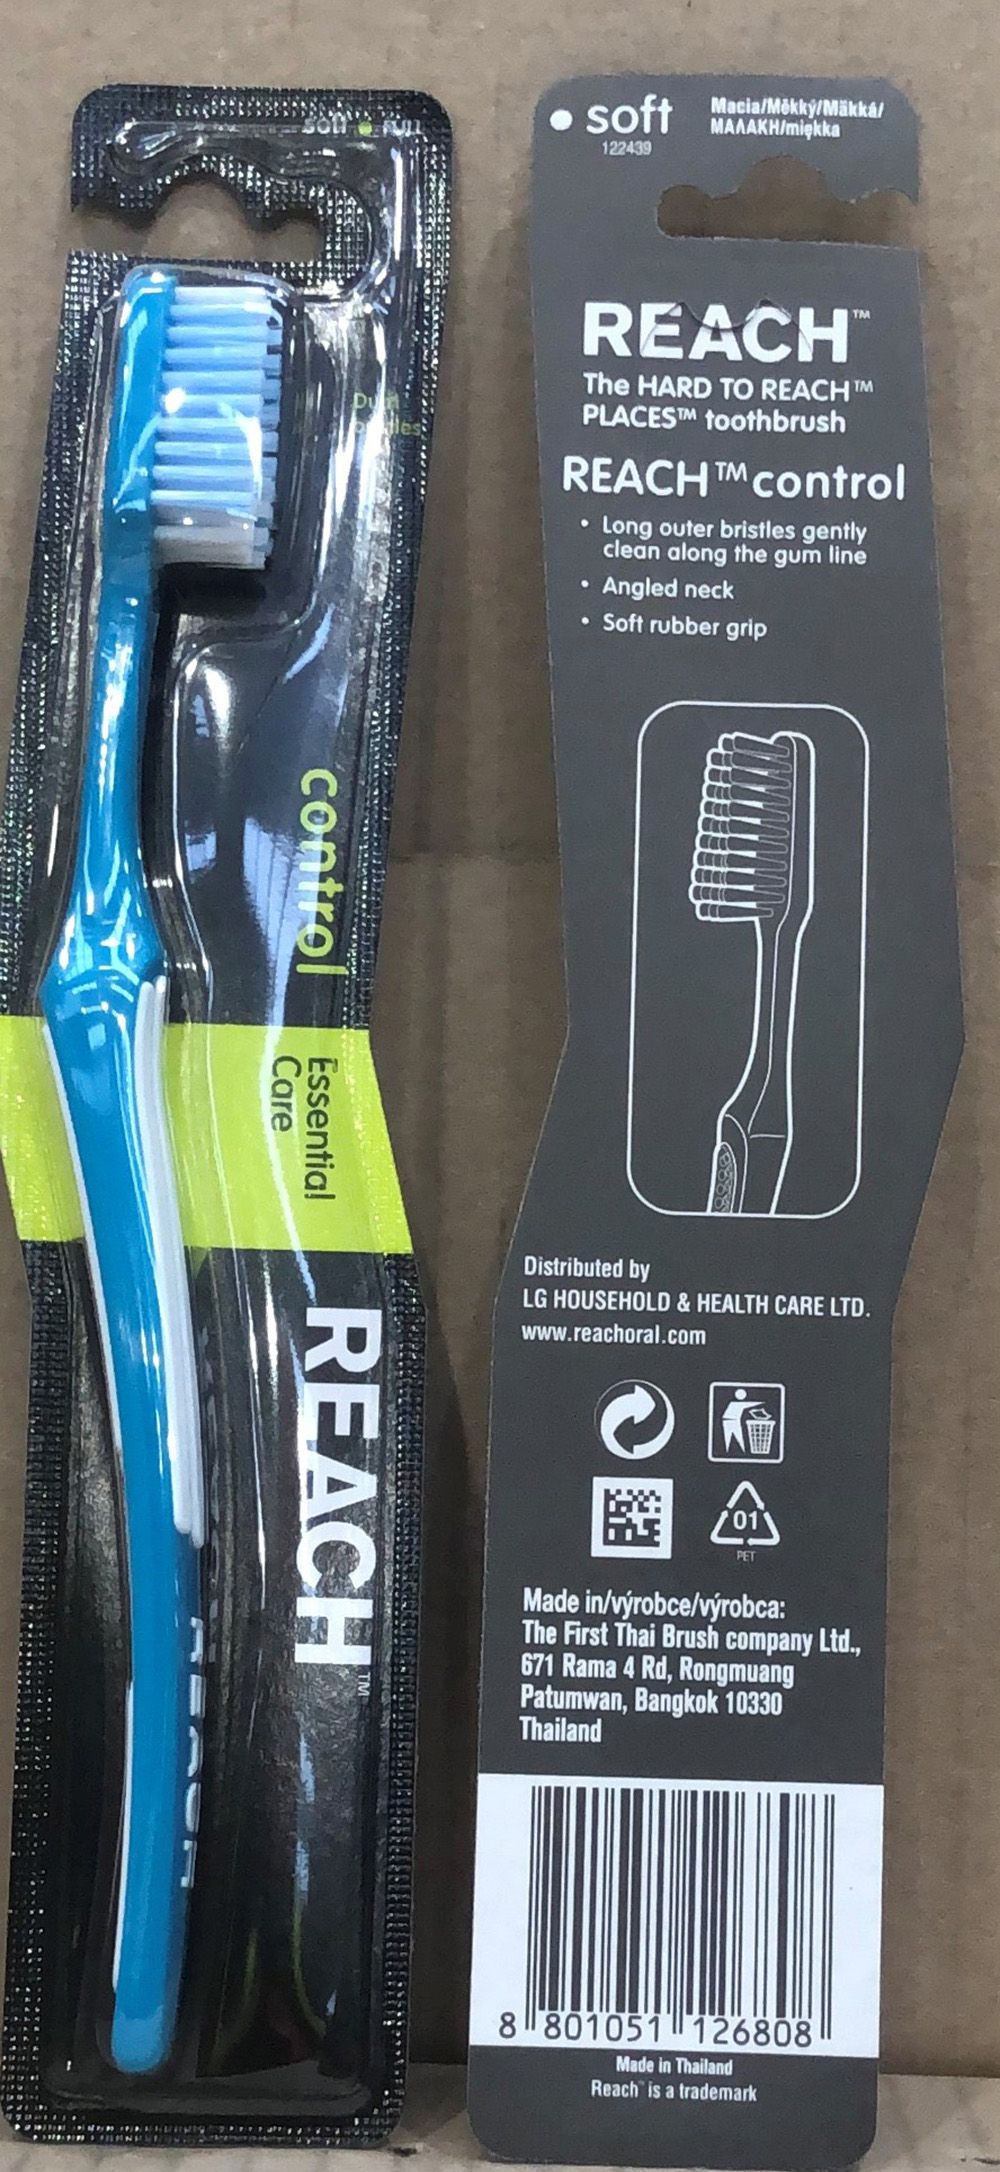 Soft FULL
control
Essential
Care
REACH™
soft
Macia/Měkký/Mäkká/
ΜΑΛΑΚΗ/miękka
122439
REACH™
The HARD TO REACH™
PLACES™ toothbrush
REACH™ control
• Long outer bristles gently
clean along the gum line
• Angled neck
• Soft rubber grip
Distributed by
LG HOUSEHOLD & HEALTH CARE LTD.
www.reachoral.com
01
PET
Made in/výrobce/výrobca:
The First Thai Brush company Ltd.,
671 Rama 4 Rd, Rongmuang
Patumwan, Bangkok 10330
Thailand
8 801051 126808
Made in Thailand
Reach™ is a trademark